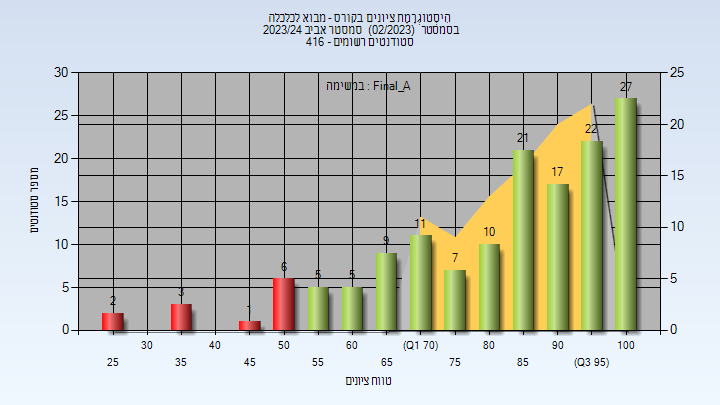 הִיסְטוֹגְרַמַת ציונים בקורס - מבוא לכלכלה
בסמסטר (02/2023) סמסטר אביב 2023/24
סטודנטים רשומים - 416
במשימה : Final_A
30 25
25 20
20 15
15 10
10 5
5 0
0
מספר סטודנטים
2 3 1 6 5 5 9 11 7 10 21 17 22 27
30 40 50 60 (Q1 70) 80 90 100
25 35 45 55 65 75 85 (Q3 95)
טווח ציונים